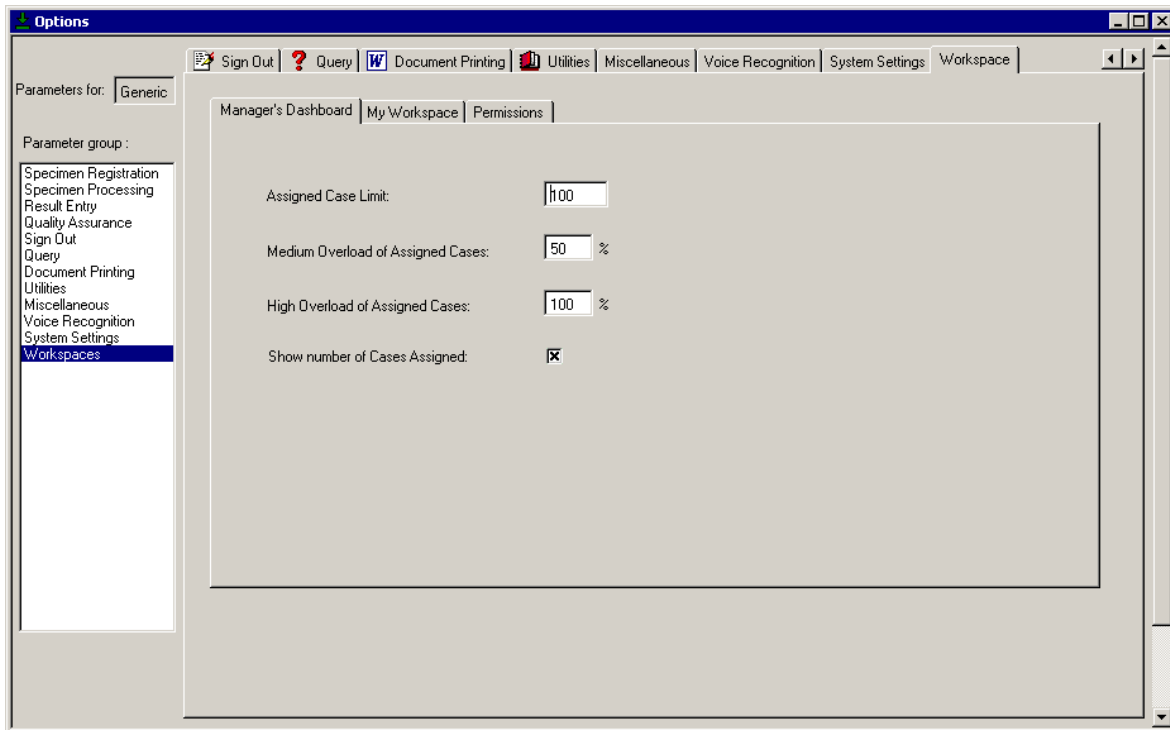 Options
Sign Out Query W Document Printing Utilities Miscellaneous Voice Recognition System Settings Workspace
Parameters for: Generic
Manager's Dashboard My Workspace Permissions
Parameter group :
Specimen Registration
Specimen Processing
Result Entry
Quality Assurance
Sign Out
Query
Document Printing
Utilities
Miscellaneous
Voice Recognition
System Settings
Workspaces
Assigned Case Limit: 100
Medium Overload of Assigned Cases: 50 %
High Overload of Assigned Cases: 100 %
Show number of Cases Assigned: